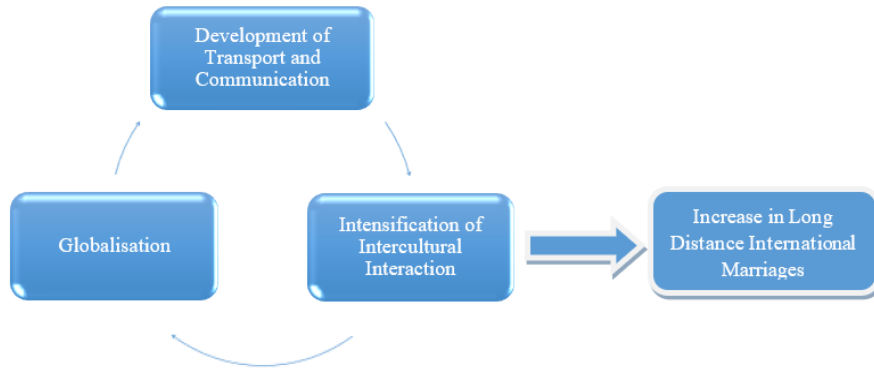 Development of
Transport and
Communication
Globalisation
Intensification of
Intercultural
Interaction
Increase in Long
Distance International
Marriages